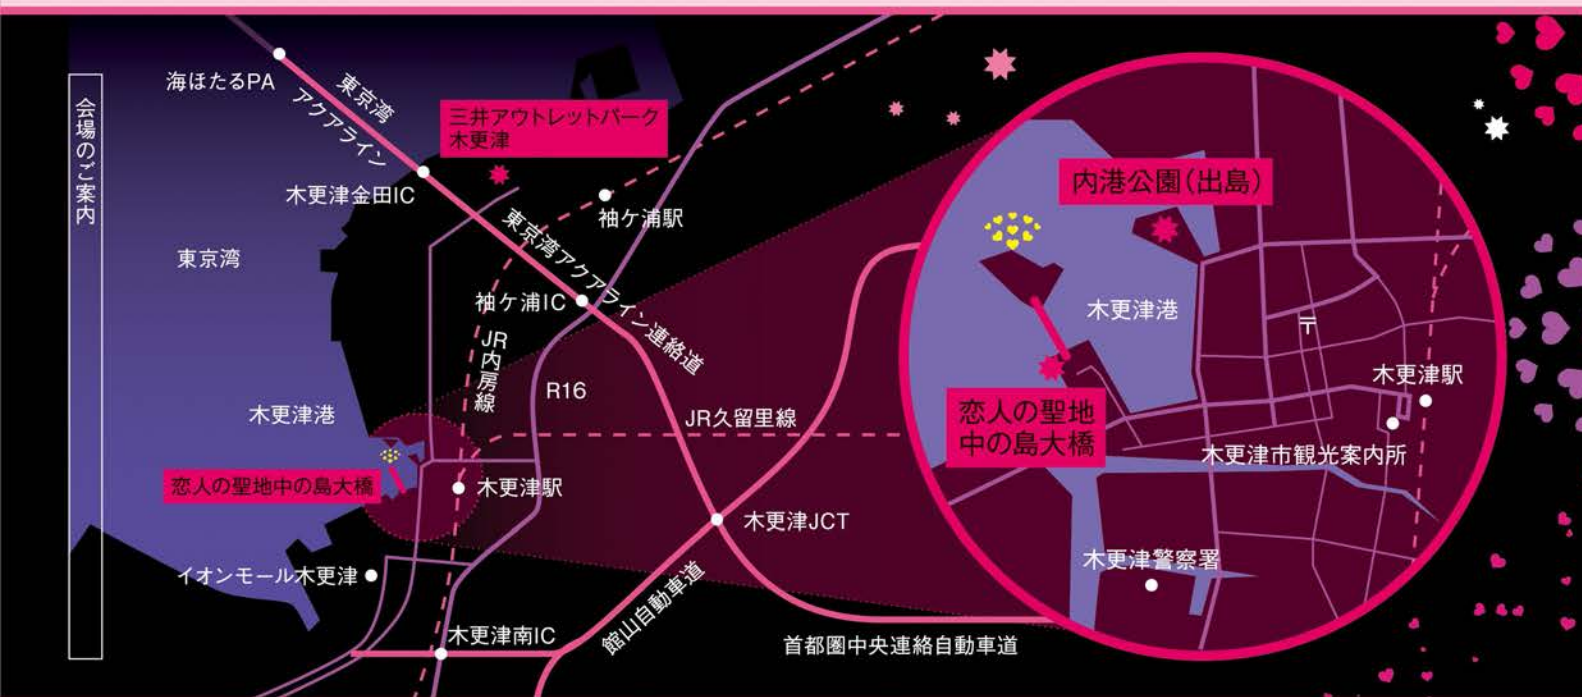 会場のご案内
海ほたるPA
東京湾
アクアライン
三井アウトレットパーク
木更津
木更津金田IC
袖ケ浦駅
東京湾
東京湾アクアライン連絡道
袖ケ浦IC
JR内房線
R16
木更津港
JR久留里線
恋人の聖地中の島大橋
木更津駅
木更津JCT
イオンモール木更津
木更津南IC
館山自動車道
首都圏中央連絡自動車道
内港公園(出島)
木更津港
〒
木更津駅
恋人の聖地
中の島大橋
木更津市観光案内所
木更津警察署